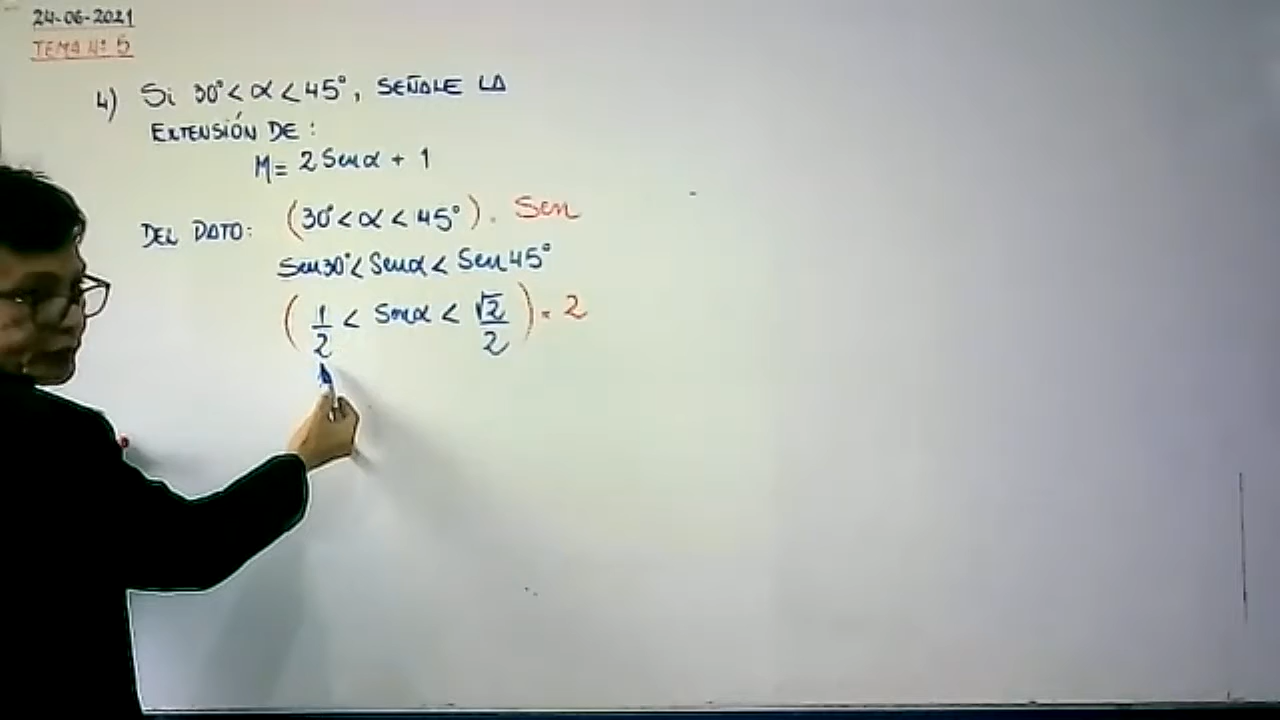 24-06-2021
TEMA Nº 5
4) Si 30° < α < 45°, SEÑALE LA
EXTENSIÓN DE:
M = 2 Senα + 1
DEL DATO: (30° < α < 45°) . Sen
Sen30° < Senα < Sen45°
( 1/2 < Senα < √2/2 ) . 2